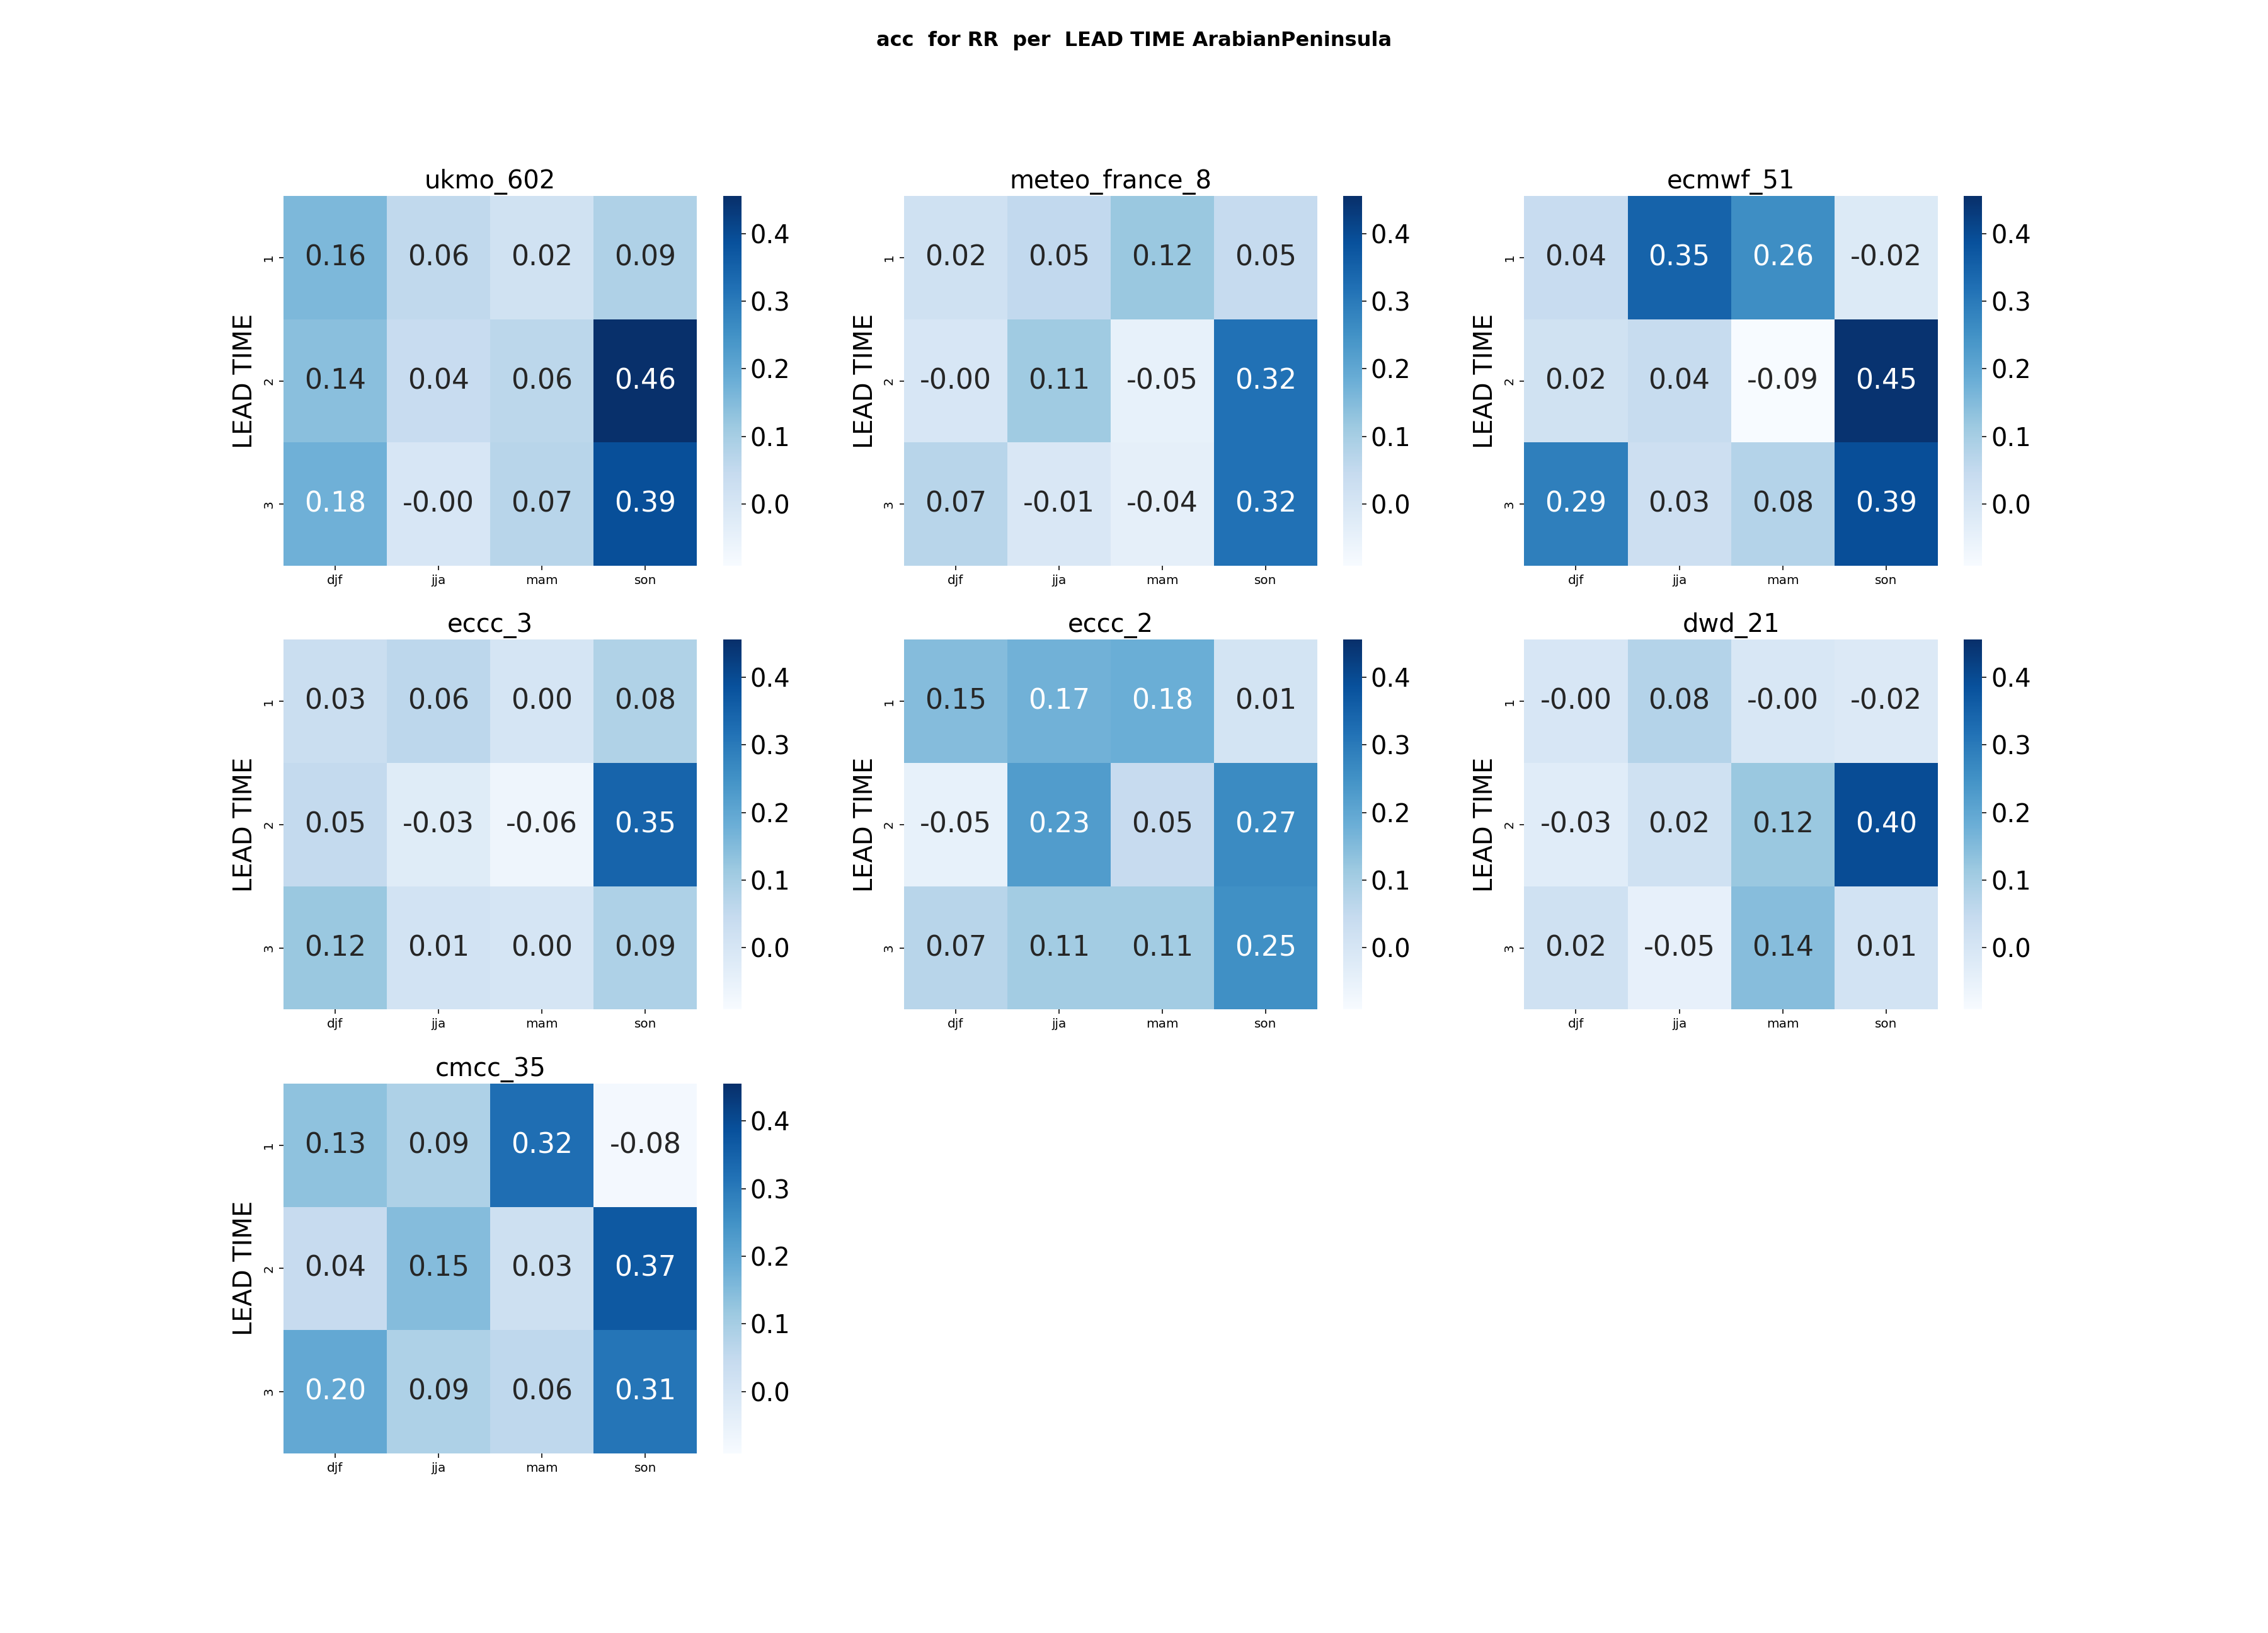 acc  for RR  per  LEAD TIME ArabianPeninsula
ukmo_602
LEAD TIME
1
2
3
0.16 0.06 0.02 0.09
0.14 0.04 0.06 0.46
0.18 -0.00 0.07 0.39
djf jja mam son
0.4
0.3
0.2
0.1
0.0
meteo_france_8
LEAD TIME
1
2
3
0.02 0.05 0.12 0.05
-0.00 0.11 -0.05 0.32
0.07 -0.01 -0.04 0.32
djf jja mam son
0.4
0.3
0.2
0.1
0.0
ecmwf_51
LEAD TIME
1
2
3
0.04 0.35 0.26 -0.02
0.02 0.04 -0.09 0.45
0.29 0.03 0.08 0.39
djf jja mam son
0.4
0.3
0.2
0.1
0.0
eccc_3
LEAD TIME
1
2
3
0.03 0.06 0.00 0.08
0.05 -0.03 -0.06 0.35
0.12 0.01 0.00 0.09
djf jja mam son
0.4
0.3
0.2
0.1
0.0
eccc_2
LEAD TIME
1
2
3
0.15 0.17 0.18 0.01
-0.05 0.23 0.05 0.27
0.07 0.11 0.11 0.25
djf jja mam son
0.4
0.3
0.2
0.1
0.0
dwd_21
LEAD TIME
1
2
3
-0.00 0.08 -0.00 -0.02
-0.03 0.02 0.12 0.40
0.02 -0.05 0.14 0.01
djf jja mam son
0.4
0.3
0.2
0.1
0.0
cmcc_35
LEAD TIME
1
2
3
0.13 0.09 0.32 -0.08
0.04 0.15 0.03 0.37
0.20 0.09 0.06 0.31
djf jja mam son
0.4
0.3
0.2
0.1
0.0